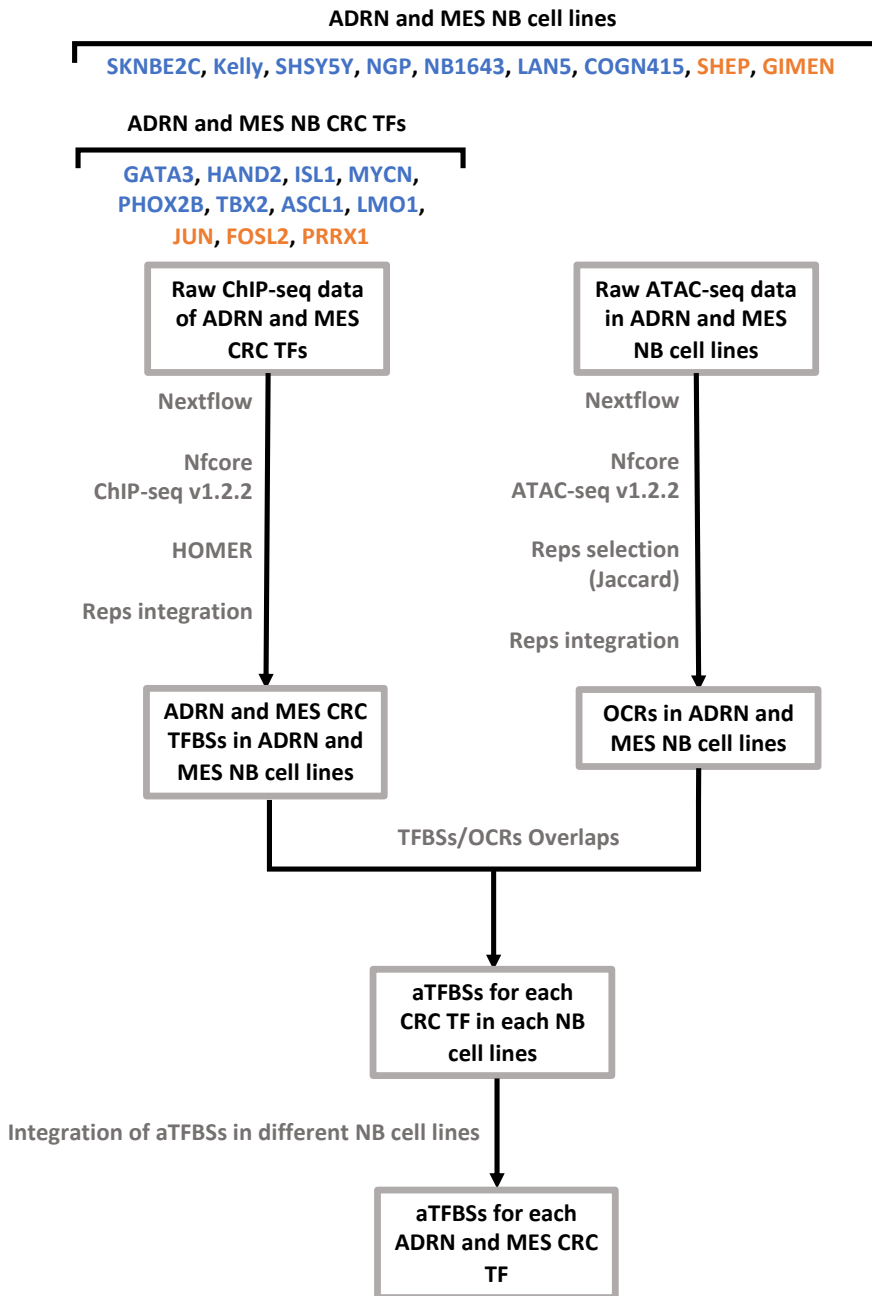 ADRN and MES NB cell lines
SKNBE2C, Kelly, SHSY5Y, NGP, NB1643, LAN5, COGN415, SHEP, GIMEN
ADRN and MES NB CRC TFs
GATA3, HAND2, ISL1, MYCN,
PHOX2B, TBX2, ASCL1, LMO1,
JUN, FOSL2, PRRX1
Raw ChIP-seq data
of ADRN and MES
CRC TFs
Nextflow
Nfcore
ChIP-seq v1.2.2
HOMER
Reps integration
ADRN and MES CRC
TFBSs in ADRN and
MES NB cell lines
Raw ATAC-seq data
in ADRN and MES
NB cell lines
Nextflow
Nfcore
ATAC-seq v1.2.2
Reps selection
(Jaccard)
Reps integration
OCRs in ADRN and
MES NB cell lines
TFBSs/OCRs Overlaps
aTFBSs for each
CRC TF in each NB
cell lines
Integration of aTFBSs in different NB cell lines
aTFBSs for each
ADRN and MES CRC
TF